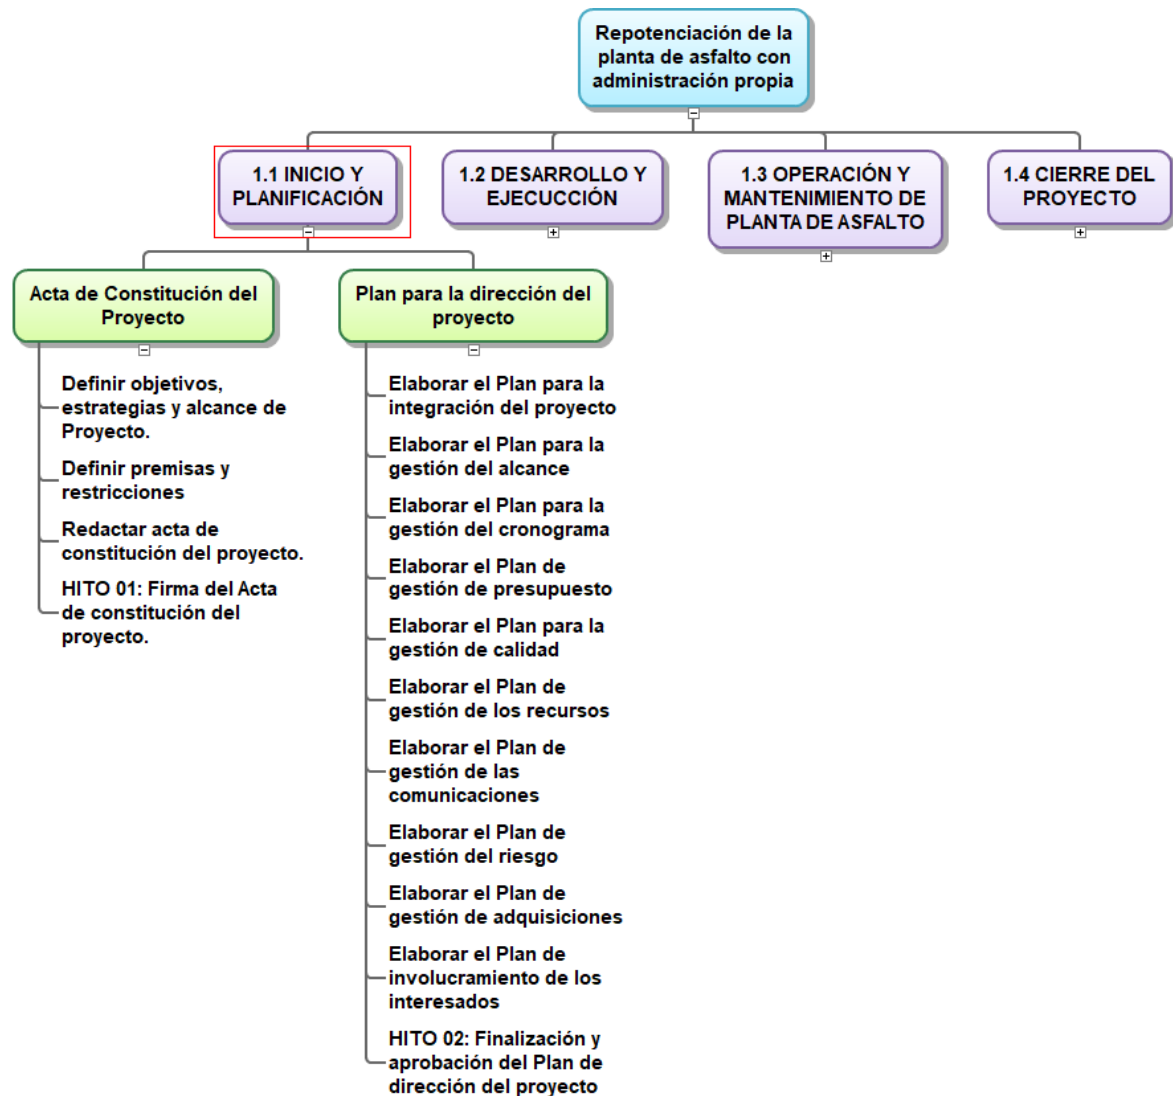 Repotenciación de la
planta de asfalto con
administración propia
1.1 INICIO Y
PLANIFICACIÓN
1.2 DESARROLLO Y
EJECUCCIÓN
1.3 OPERACIÓN Y
MANTENIMIENTO DE
PLANTA DE ASFALTO
1.4 CIERRE DEL
PROYECTO
Acta de Constitución del
Proyecto
Definir objetivos,
estrategias y alcance de
Proyecto.
Definir premisas y
restricciones
Redactar acta de
constitución del proyecto.
HITO 01: Firma del Acta
de constitución del
proyecto.
Plan para la dirección del
proyecto
Elaborar el Plan para la
integración del proyecto
Elaborar el Plan para la
gestión del alcance
Elaborar el Plan para la
gestión del cronograma
Elaborar el Plan de
gestión de presupuesto
Elaborar el Plan para la
gestión de calidad
Elaborar el Plan de
gestión de los recursos
Elaborar el Plan de
gestión de las
comunicaciones
Elaborar el Plan de
gestión del riesgo
Elaborar el Plan de
gestión de adquisiciones
Elaborar el Plan de
involucramiento de los
interesados
HITO 02: Finalización y
aprobación del Plan de
dirección del proyecto